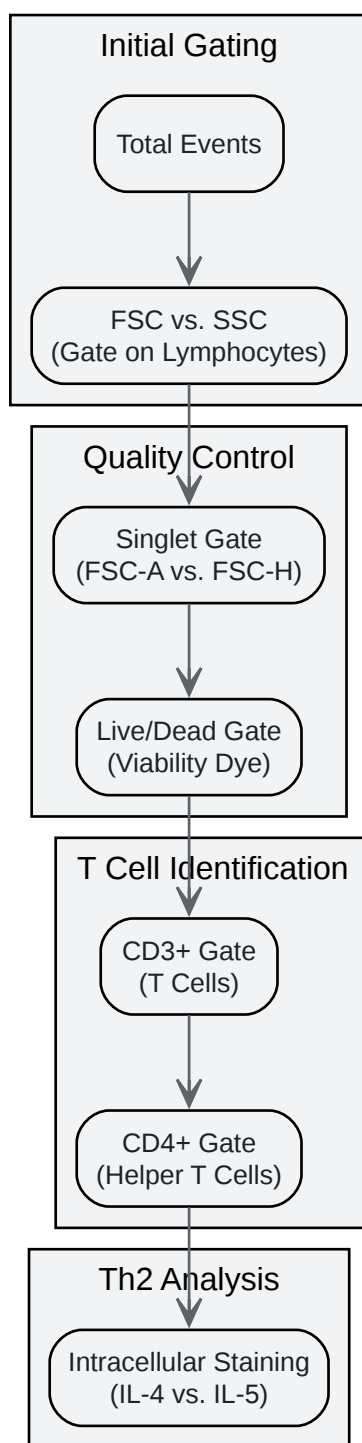 Initial Gating
Total Events
FSC vs. SSC
(Gate on Lymphocytes)
Quality Control
Singlet Gate
(FSC-A vs. FSC-H)
Live/Dead Gate
(Viability Dye)
T Cell Identification
CD3+ Gate
(T Cells)
CD4+ Gate
(Helper T Cells)
Th2 Analysis
Intracellular Staining
(IL-4 vs. IL-5)